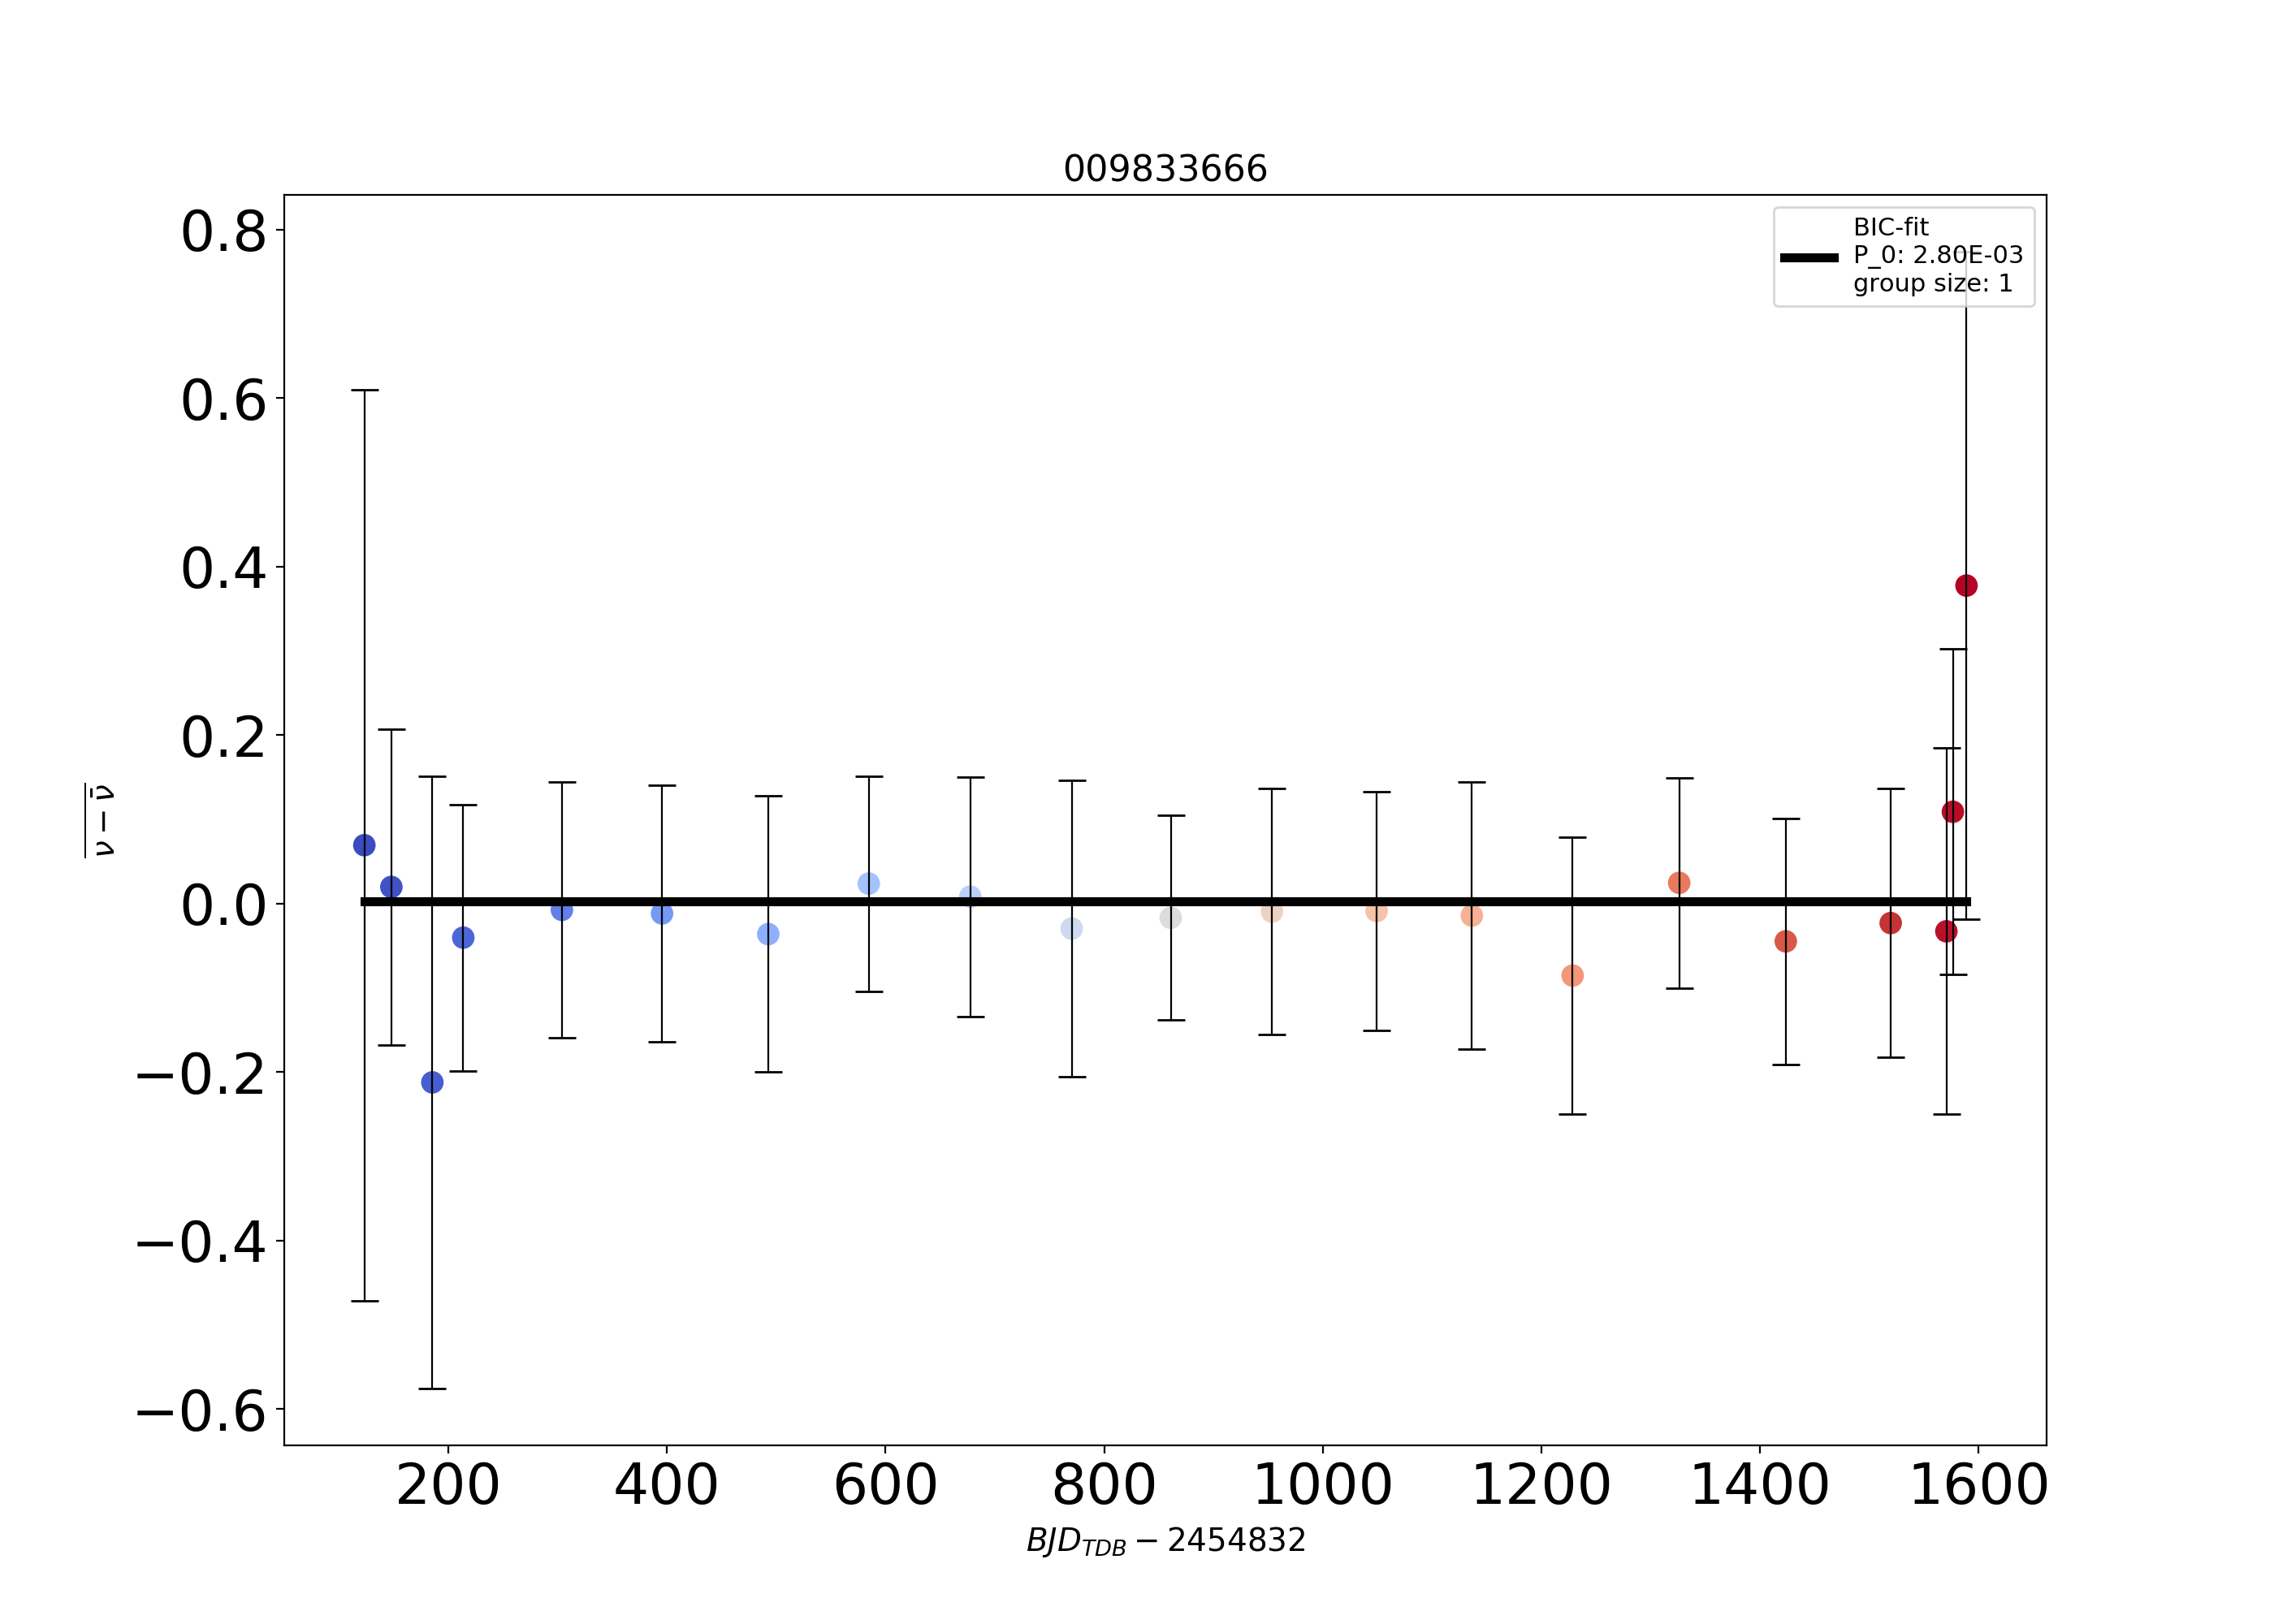 009833666
BIC-fit
P_0: 2.80E-03
group size: 1
0.8
0.6
0.4
0.2
0.0
−0.2
−0.4
−0.6
ν − ν̄
200 400 600 800 1000 1200 1400 1600
BJD_TDB − 2454832